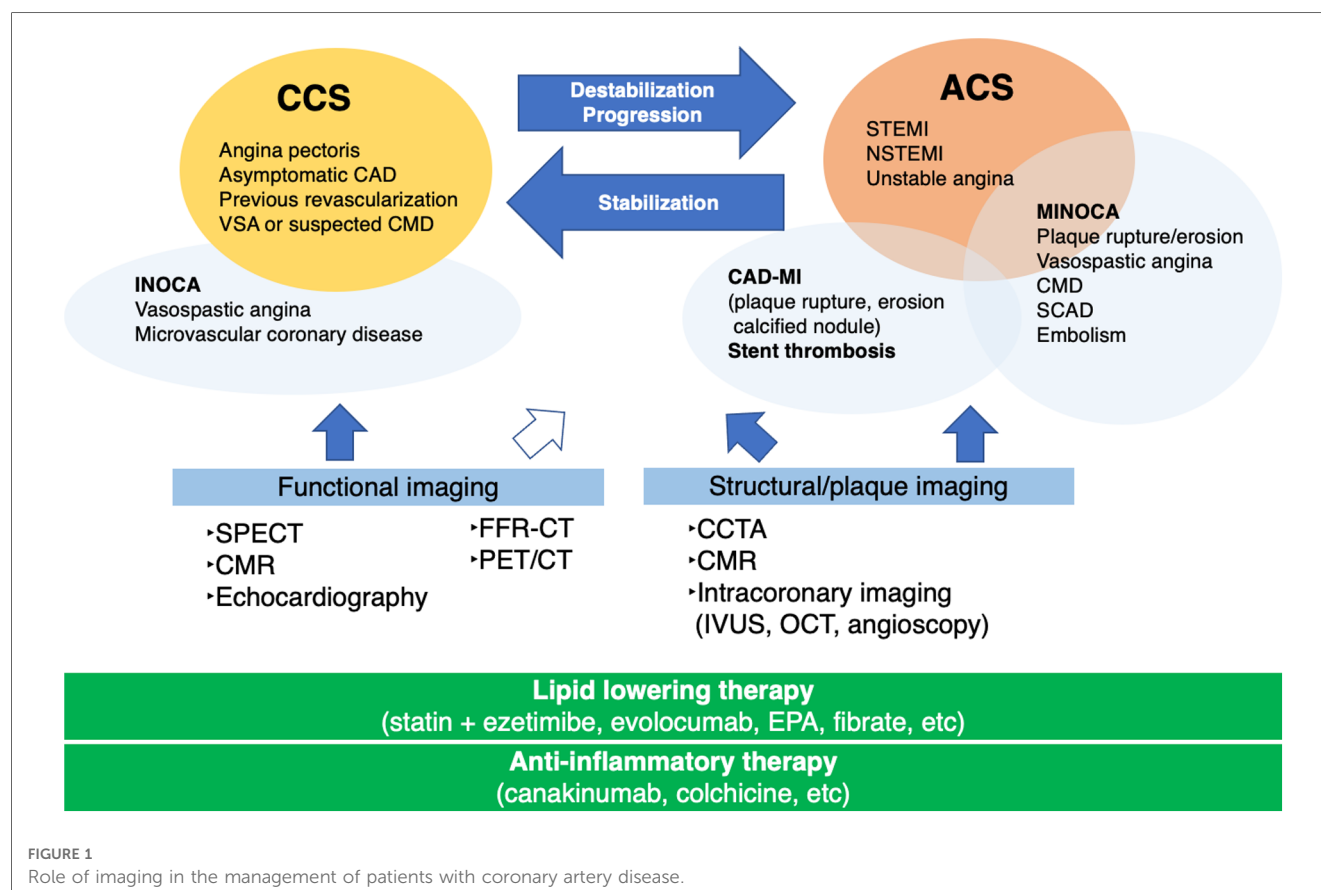 CCS
Angina pectoris
Asymptomatic CAD
Previous revascularization
VSA or suspected CMD
INOCA
Vasospastic angina
Microvascular coronary disease
Destabilization
Progression
Stabilization
ACS
STEMI
NSTEMI
Unstable angina
MINOCA
Plaque rupture/erosion
Vasospastic angina
CMD
SCAD
Embolism
CAD-MI
(plaque rupture, erosion
calcified nodule)
Stent thrombosis
Functional imaging
‣SPECT
‣CMR
‣Echocardiography
‣FFR-CT
‣PET/CT
Structural/plaque imaging
‣CCTA
‣CMR
‣Intracoronary imaging
(IVUS, OCT, angioscopy)
Lipid lowering therapy
(statin + ezetimibe, evolocumab, EPA, fibrate, etc)
Anti-inflammatory therapy
(canakinumab, colchicine, etc)
FIGURE 1
Role of imaging in the management of patients with coronary artery disease.